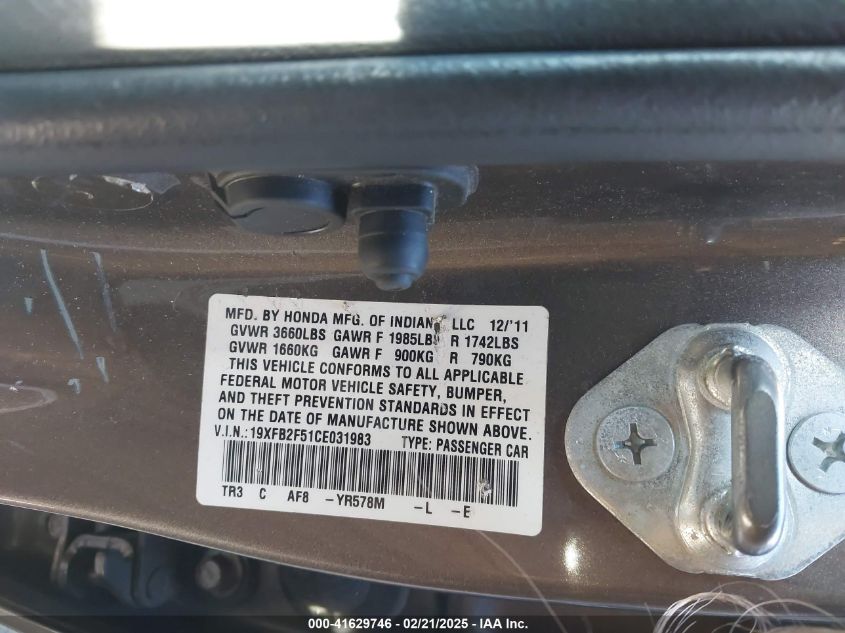 MFD. BY HONDA MFG. OF INDIAN LLC 12/'11
GVWR 3660LBS GAWR F 1985LBS R 1742LBS
GVWR 1660KG GAWR F 900KG R 790KG
THIS VEHICLE CONFORMS TO ALL APPLICABLE
FEDERAL MOTOR VEHICLE SAFETY, BUMPER,
AND THEFT PREVENTION STANDARDS IN EFFECT
ON THE DATE OF MANUFACTURE SHOWN ABOVE.
V.I.N.: 19XFB2F51CE031983 TYPE: PASSENGER CAR
TR3 C AF8 -YR578M -L -E
000-41629746 - 02/21/2025 - IAA Inc.